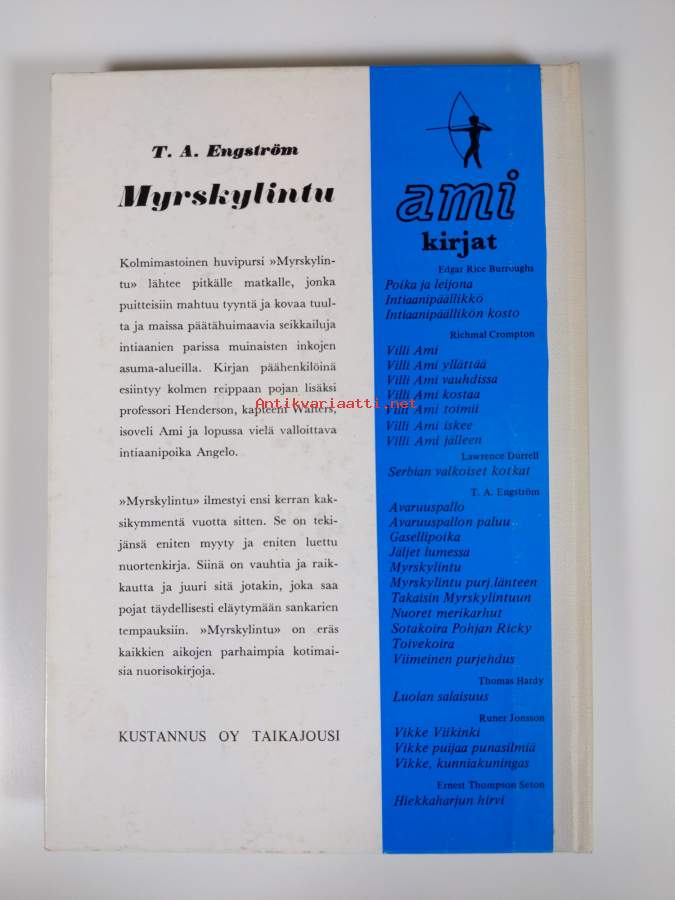 T. A. Engström
Myrskylintu
Kolmimastoinen huvipursi »Myrskylin-
tu» lähtee pitkälle matkalle, jonka
puitteisiin mahtuu tyyntä ja kovaa tuul-
ta ja maissa päätähuimaavia seikkailuja
intiaanien parissa muinaisten inkojen
asuma-alueilla. Kirjan päähenkilöinä
esiintyy kolmen reippaan pojan lisäksi
professori Henderson, kapteeni Walters,
isoveli Ami ja lopussa vielä valloittava
intiaanipoika Angelo.
»Myrskylintu» ilmestyi ensi kerran kak-
sikymmentä vuotta sitten. Se on teki-
jänsä eniten myyty ja eniten luettu
nuortenkirja. Siinä on vauhtia ja raik-
kautta ja juuri sitä jotakin, joka saa
pojat täydellisesti eläytymään sankarien
tempauksiin. »Myrskylintu» on eräs
kaikkien aikojen parhaimpia kotimai-
sia nuorisokirjoja.
KUSTANNUS OY TAIKAJOUSI
ami
kirjat
Edgar Rice Burroughs
Poika ja leijona
Intiaanipäällikkö
Intiaanipäällikön kosto
Richmal Crompton
Villi Ami
Villi Ami yllättää
Villi Ami vauhdissa
Villi Ami kostaa
Villi Ami toimii
Villi Ami iskee
Villi Ami jälleen
Lawrence Durrell
Serbian valkoiset kotkat
T. A. Engström
Avaruuspallo
Avaruuspallon paluu
Gasellipoika
Jäljet lumessa
Myrskylintu
Myrskylintu purj.länteen
Takaisin Myrskylintuun
Nuoret merikarhut
Sotakoira Pohjan Ricky
Toivekoira
Viimeinen purjehdus
Thomas Hardy
Luolan salaisuus
Runer Jonsson
Vikke Viikinki
Vikke puijaa punasilmiä
Vikke, kunniakuningas
Ernest Thompson Seton
Hiekkaharjun hirvi
Antikvariaatti.net